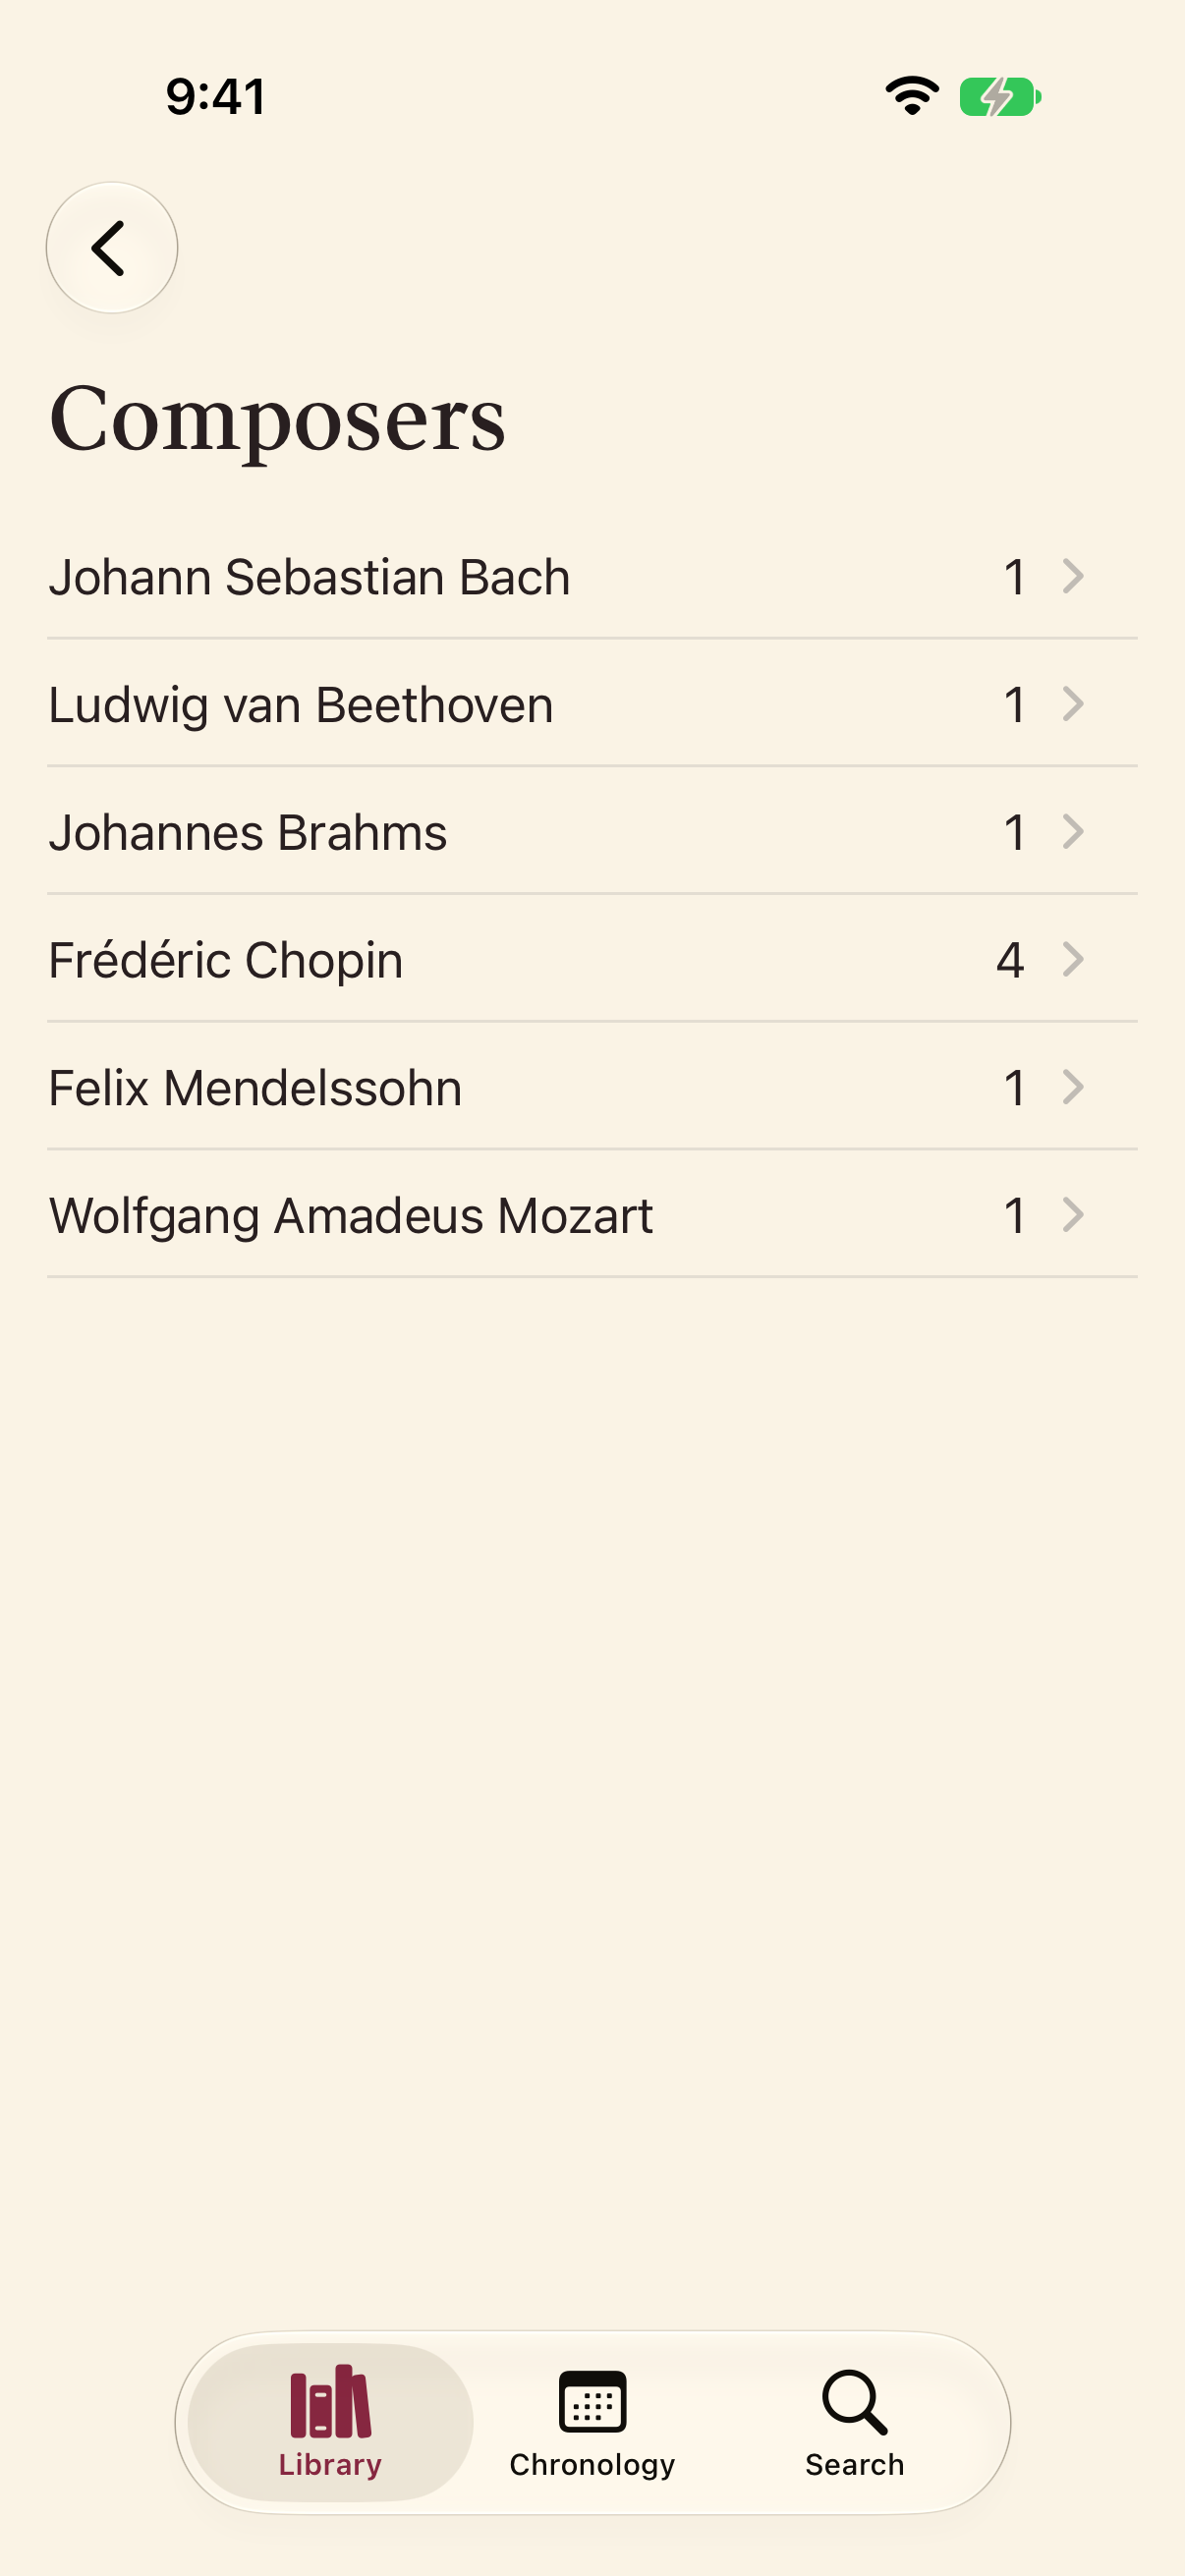 9:41
Composers
Johann Sebastian Bach 1
Ludwig van Beethoven 1
Johannes Brahms 1
Frédéric Chopin 4
Felix Mendelssohn 1
Wolfgang Amadeus Mozart 1
Library Chronology Search